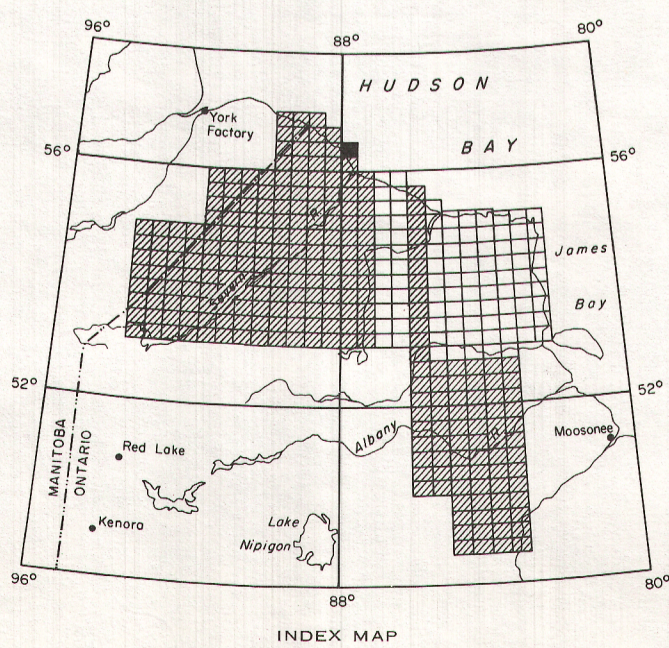 96°
88°
80°
HUDSON
BAY
York
Factory
56°
56°
James
Bay
Severn
R.
52°
52°
MANITOBA
ONTARIO
Red Lake
Albany
R.
Moosonee
Kenora
Lake
Nipigon
96°
88°
80°
INDEX MAP